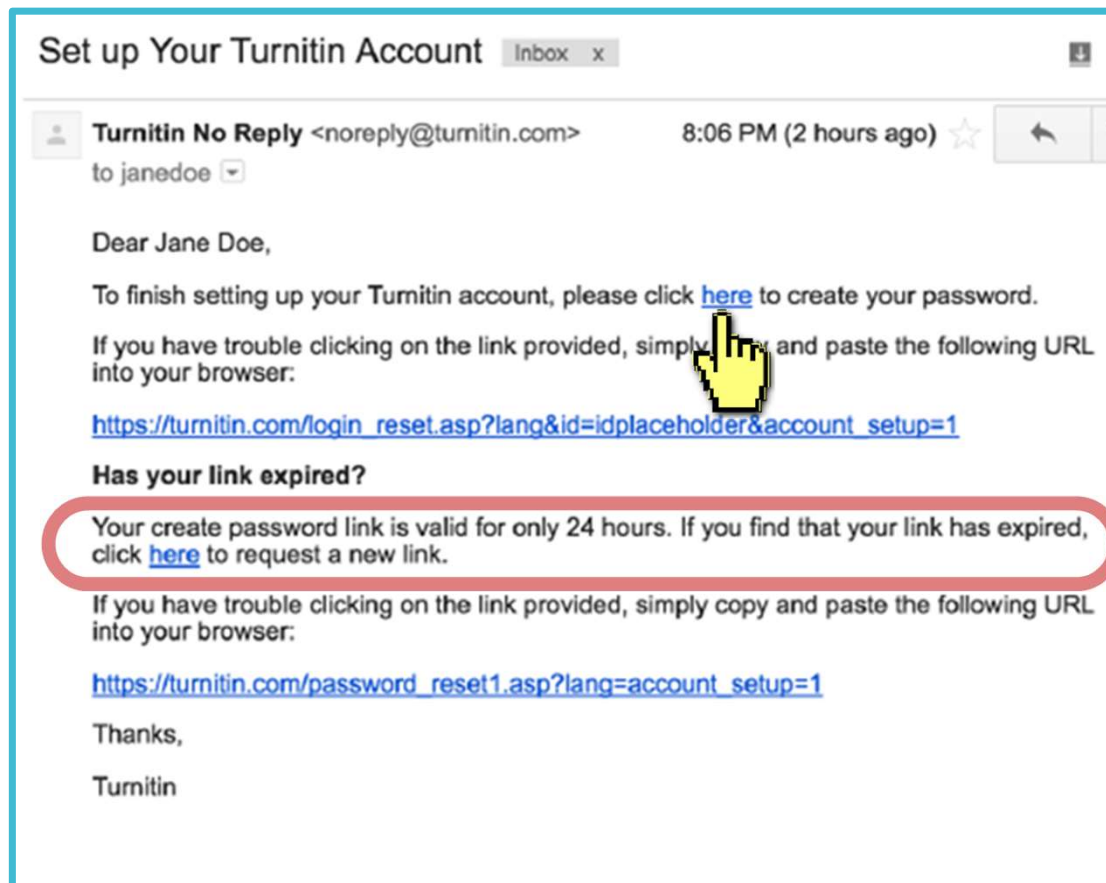 Set up Your Turnitin Account Inbox x
Turnitin No Reply <noreply@turnitin.com> 8:06 PM (2 hours ago)
to janedoe
Dear Jane Doe,
To finish setting up your Turnitin account, please click here to create your password.
If you have trouble clicking on the link provided, simply and paste the following URL
into your browser:
https://turnitin.com/login_reset.asp?lang&id=idplaceholder&account_setup=1
Has your link expired?
Your create password link is valid for only 24 hours. If you find that your link has expired,
click here to request a new link.
If you have trouble clicking on the link provided, simply copy and paste the following URL
into your browser:
https://turnitin.com/password_reset1.asp?lang=account_setup=1
Thanks,
Turnitin